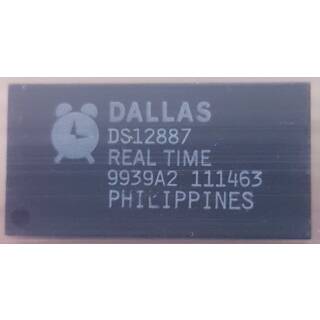 DALLAS
DS12887
REAL TIME
9939A2 111463
PHILIPPINES